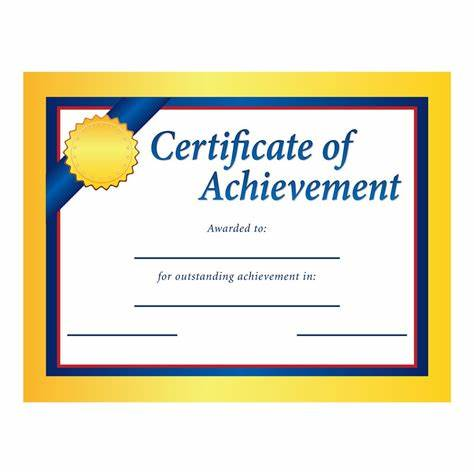 Certificate of
Achievement
Awarded to:
for outstanding achievement in: